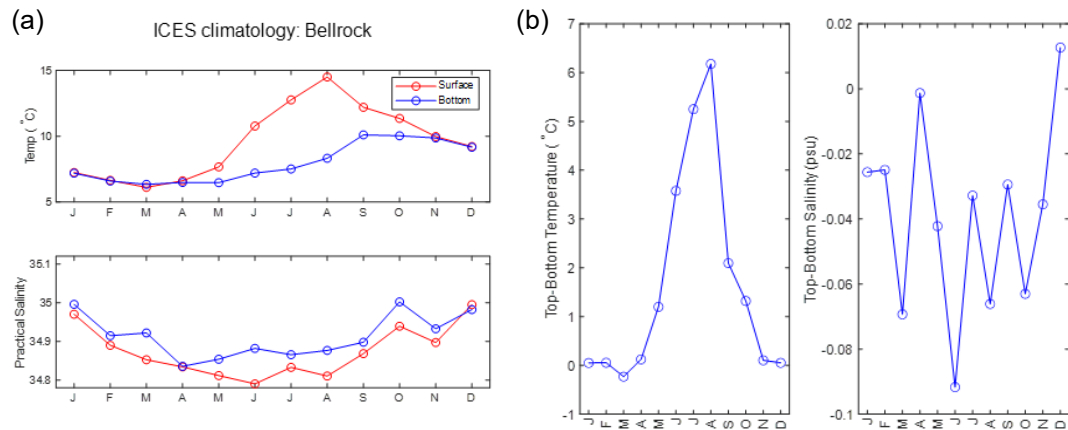 (a)
ICES climatology: Bellrock
15
10
5
Temp ( °C)
Surface
Bottom
J F M A M J J A S O N D
35.1
35
34.9
34.8
Practical Salinity
J F M A M J J A S O N D
(b)
7
6
5
4
3
2
1
0
-1
Top-Bottom Temperature ( °C)
J F M A M J J A S O N D
0.02
0
-0.02
-0.04
-0.06
-0.08
-0.1
Top-Bottom Salinity (psu)
J F M A M J J A S O N D